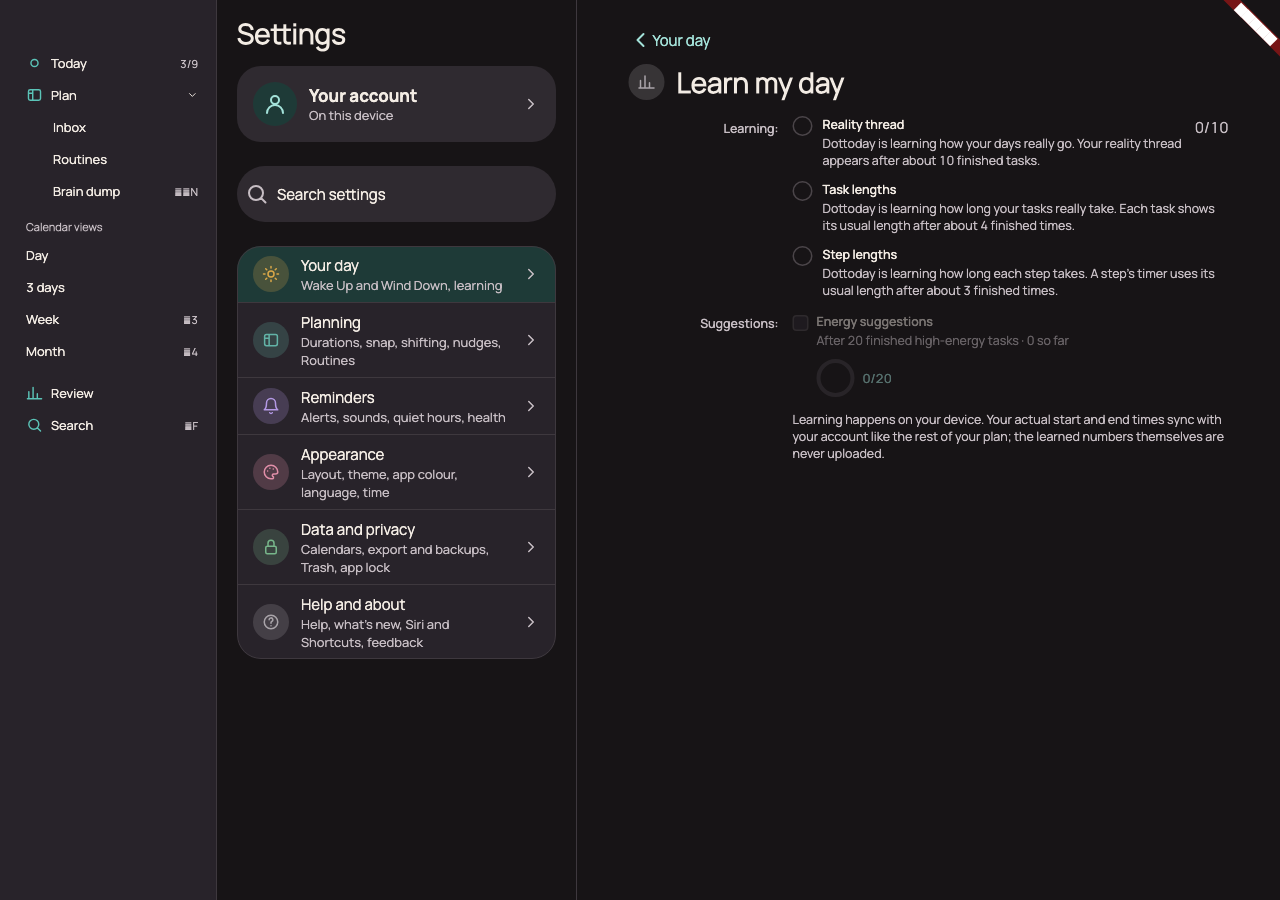 Today 3/9
Plan
Inbox
Routines
Brain dump N
Calendar views
Day
3 days
Week 3
Month 4
Review
Search F
Settings
Your account
On this device
Search settings
Your day
Wake Up and Wind Down, learning
Planning
Durations, snap, shifting, nudges,
Routines
Reminders
Alerts, sounds, quiet hours, health
Appearance
Layout, theme, app colour,
language, time
Data and privacy
Calendars, export and backups,
Trash, app lock
Help and about
Help, what's new, Siri and
Shortcuts, feedback
Your day
Learn my day
Learning:
Reality thread 0/10
Dottoday is learning how your days really go. Your reality thread
appears after about 10 finished tasks.
Task lengths
Dottoday is learning how long your tasks really take. Each task shows
its usual length after about 4 finished times.
Step lengths
Dottoday is learning how long each step takes. A step's timer uses its
usual length after about 3 finished times.
Suggestions:
Energy suggestions
After 20 finished high-energy tasks · 0 so far
0/20
Learning happens on your device. Your actual start and end times sync with
your account like the rest of your plan; the learned numbers themselves are
never uploaded.